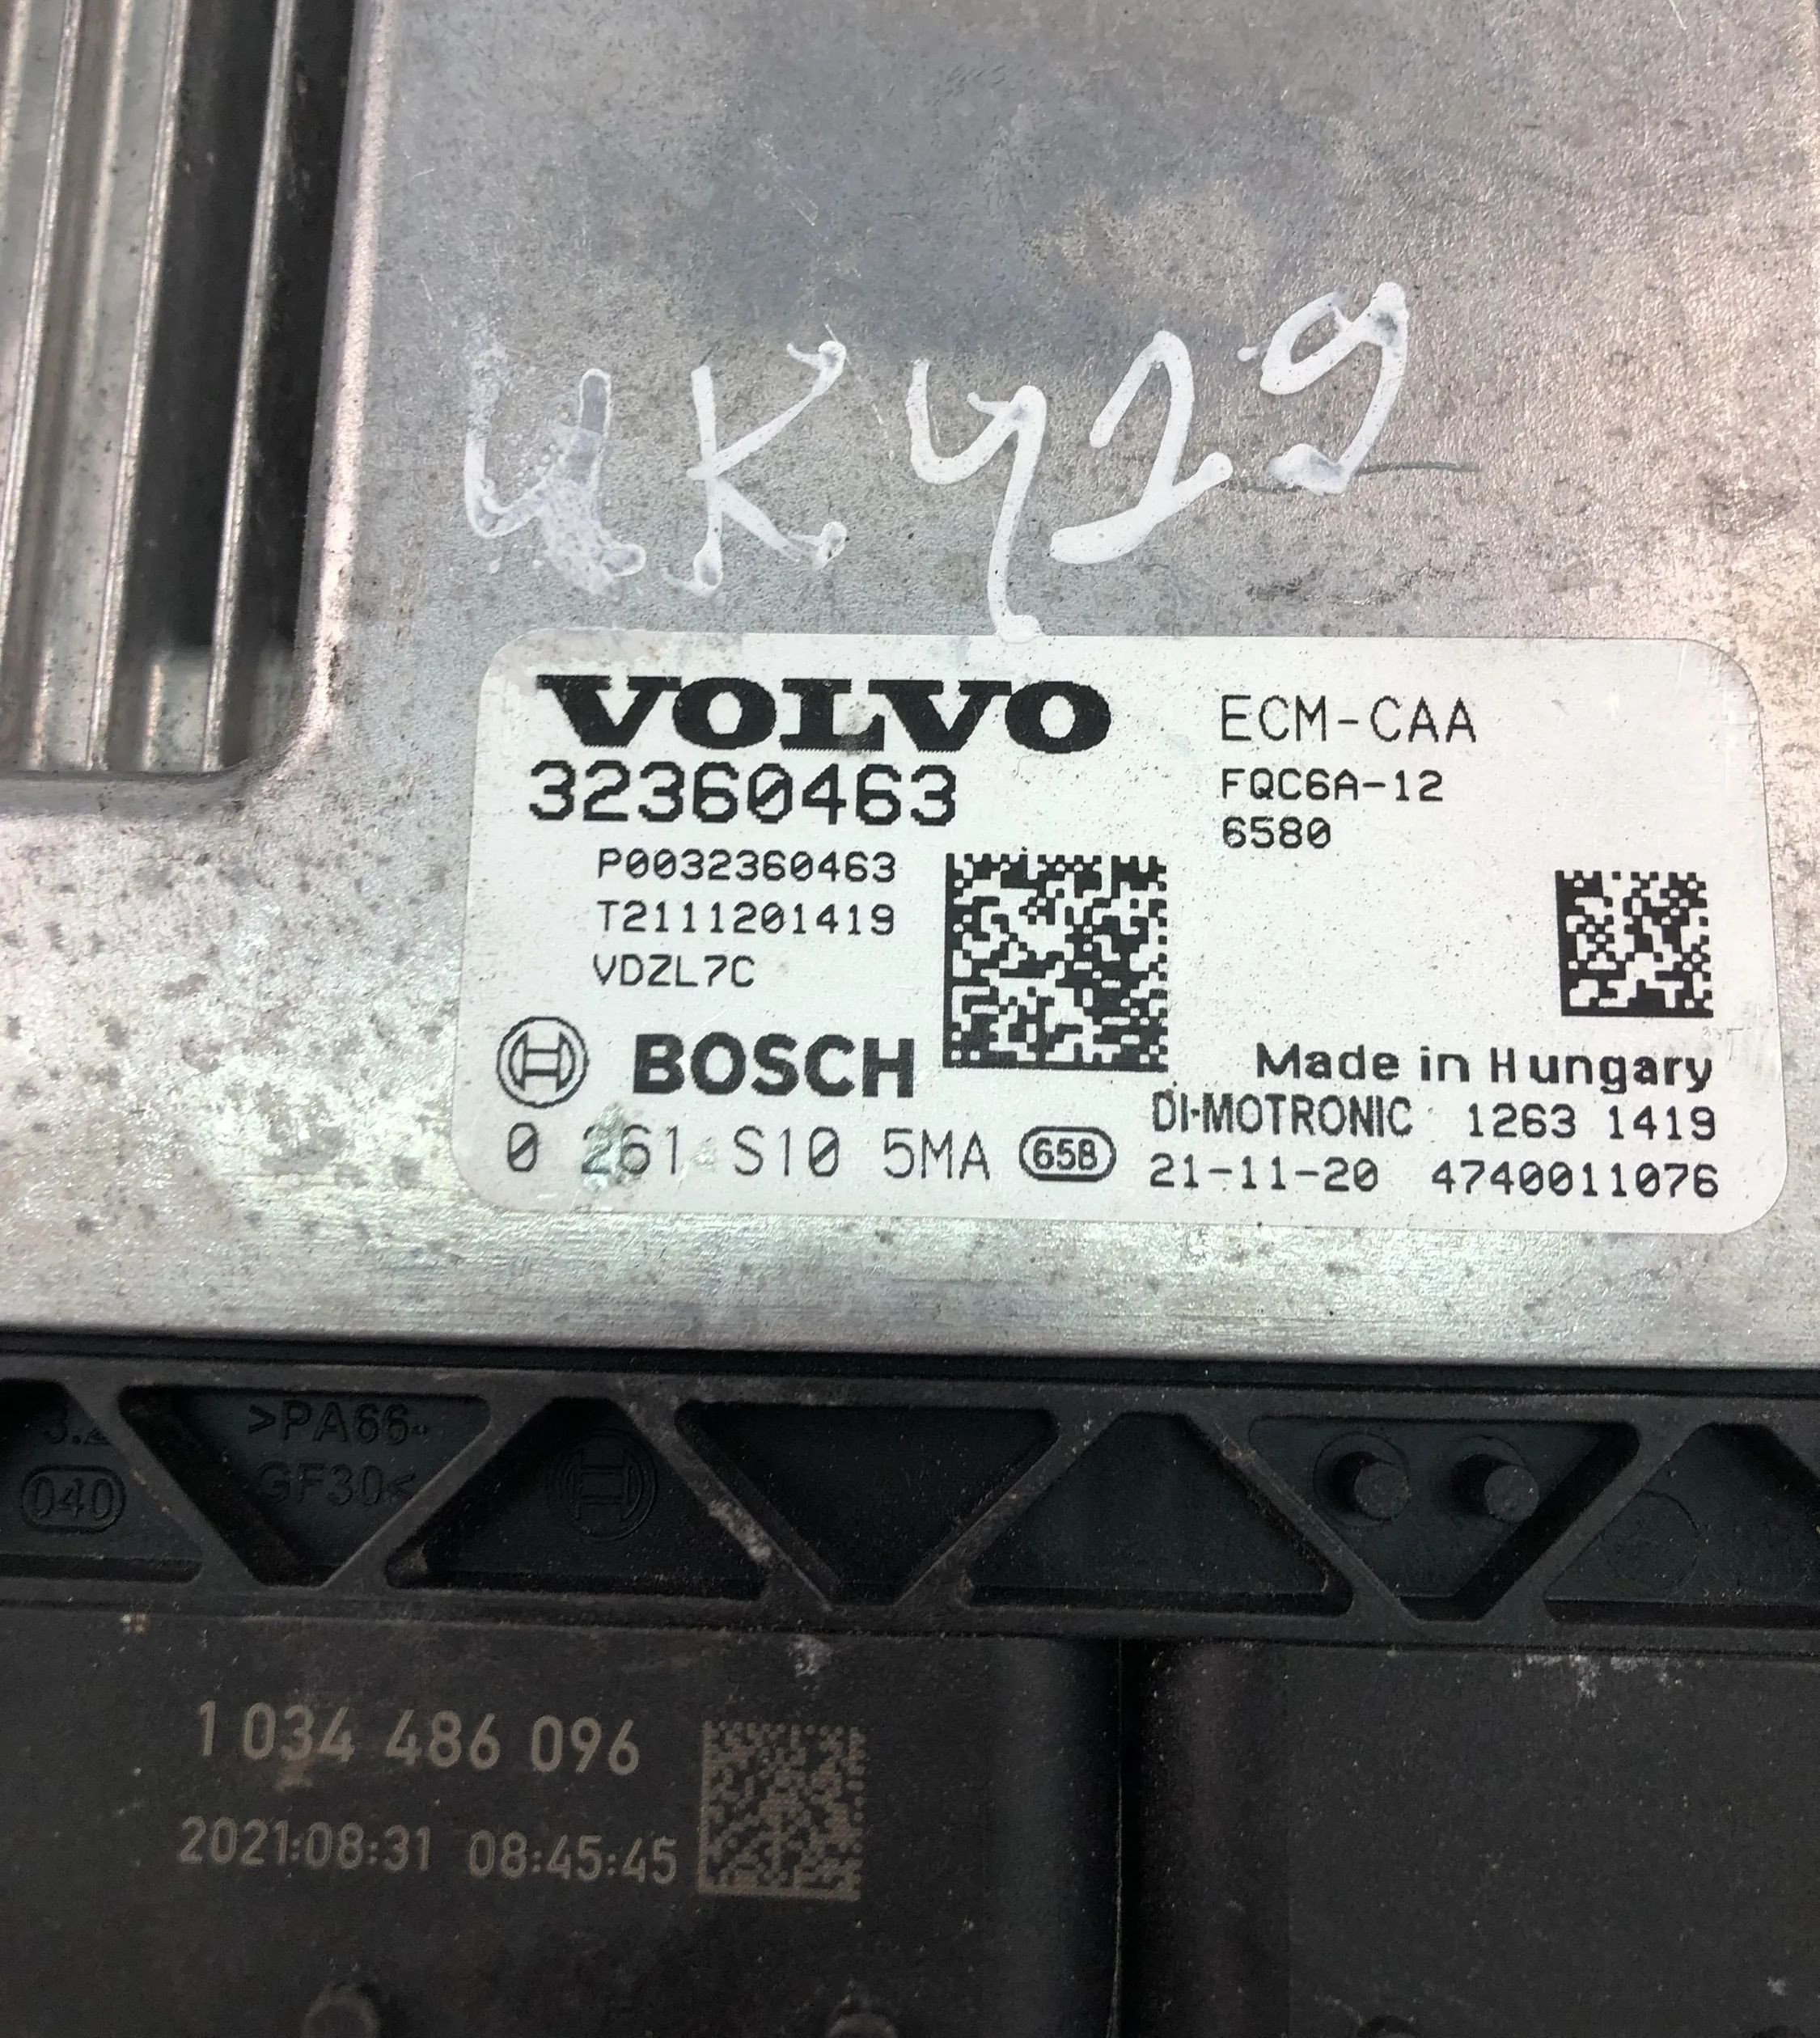 UKY29
VOLVO
32360463
P0032360463
T2111201419
VDZL7C
ECM-CAA
FQC6A-12
6580
BOSCH
0 261 S10 5MA 658
Made in Hungary
DI-MOTRONIC 1263 1419
21-11-20 4740011076
>PA66-
GF30<
040
1 034 486 096
2021:08:31 08:45:45